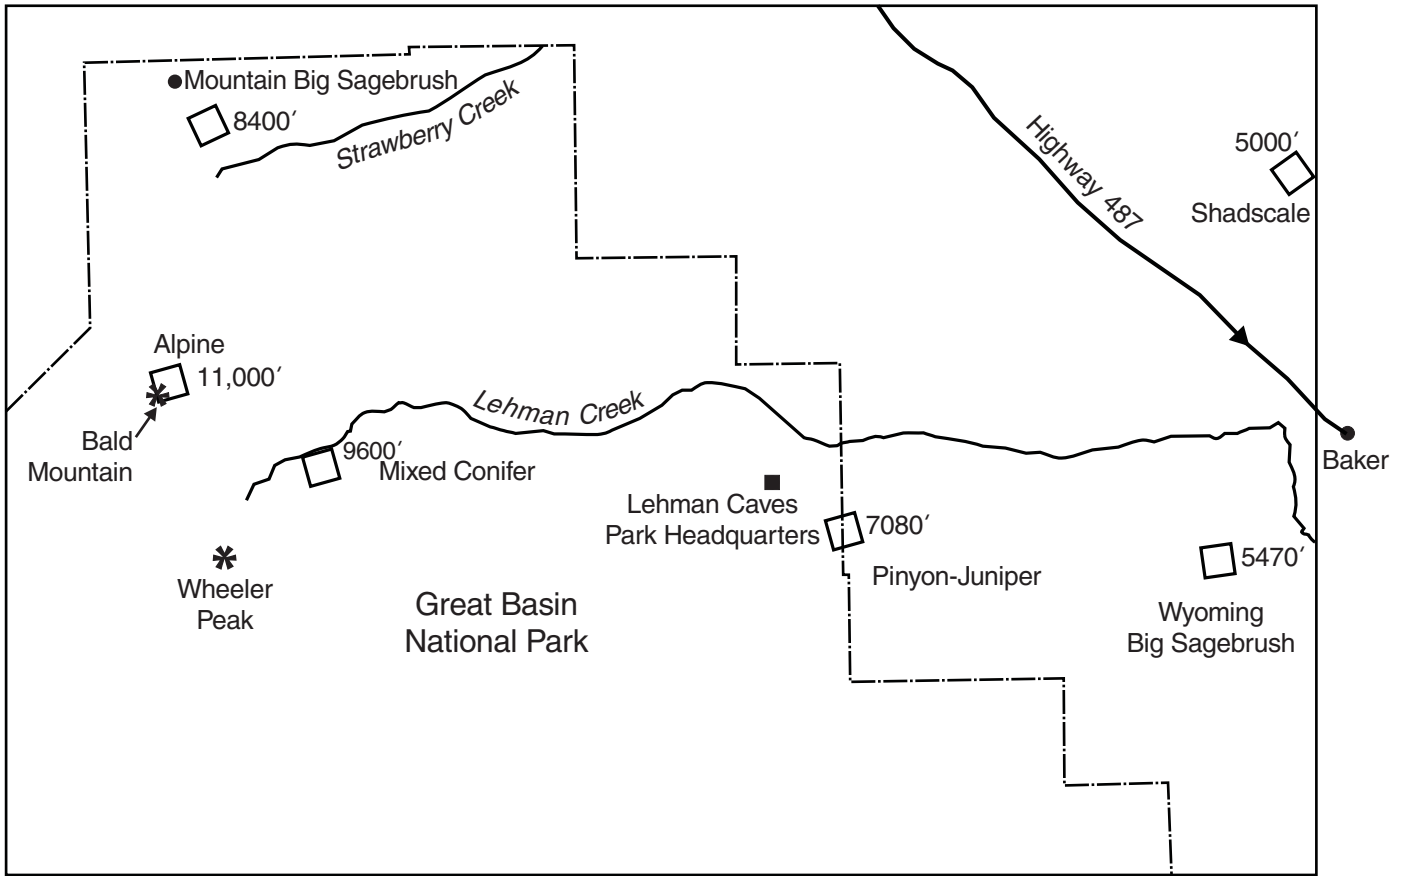 Mountain Big Sagebrush
8400′
Strawberry Creek
Highway 487
5000′
Shadscale
Alpine
11,000′
Bald
Mountain
Lehman Creek
9600′
Mixed Conifer
Baker
Lehman Caves
Park Headquarters
7080′
Pinyon-Juniper
5470′
Wyoming
Big Sagebrush
Wheeler
Peak
Great Basin
National Park